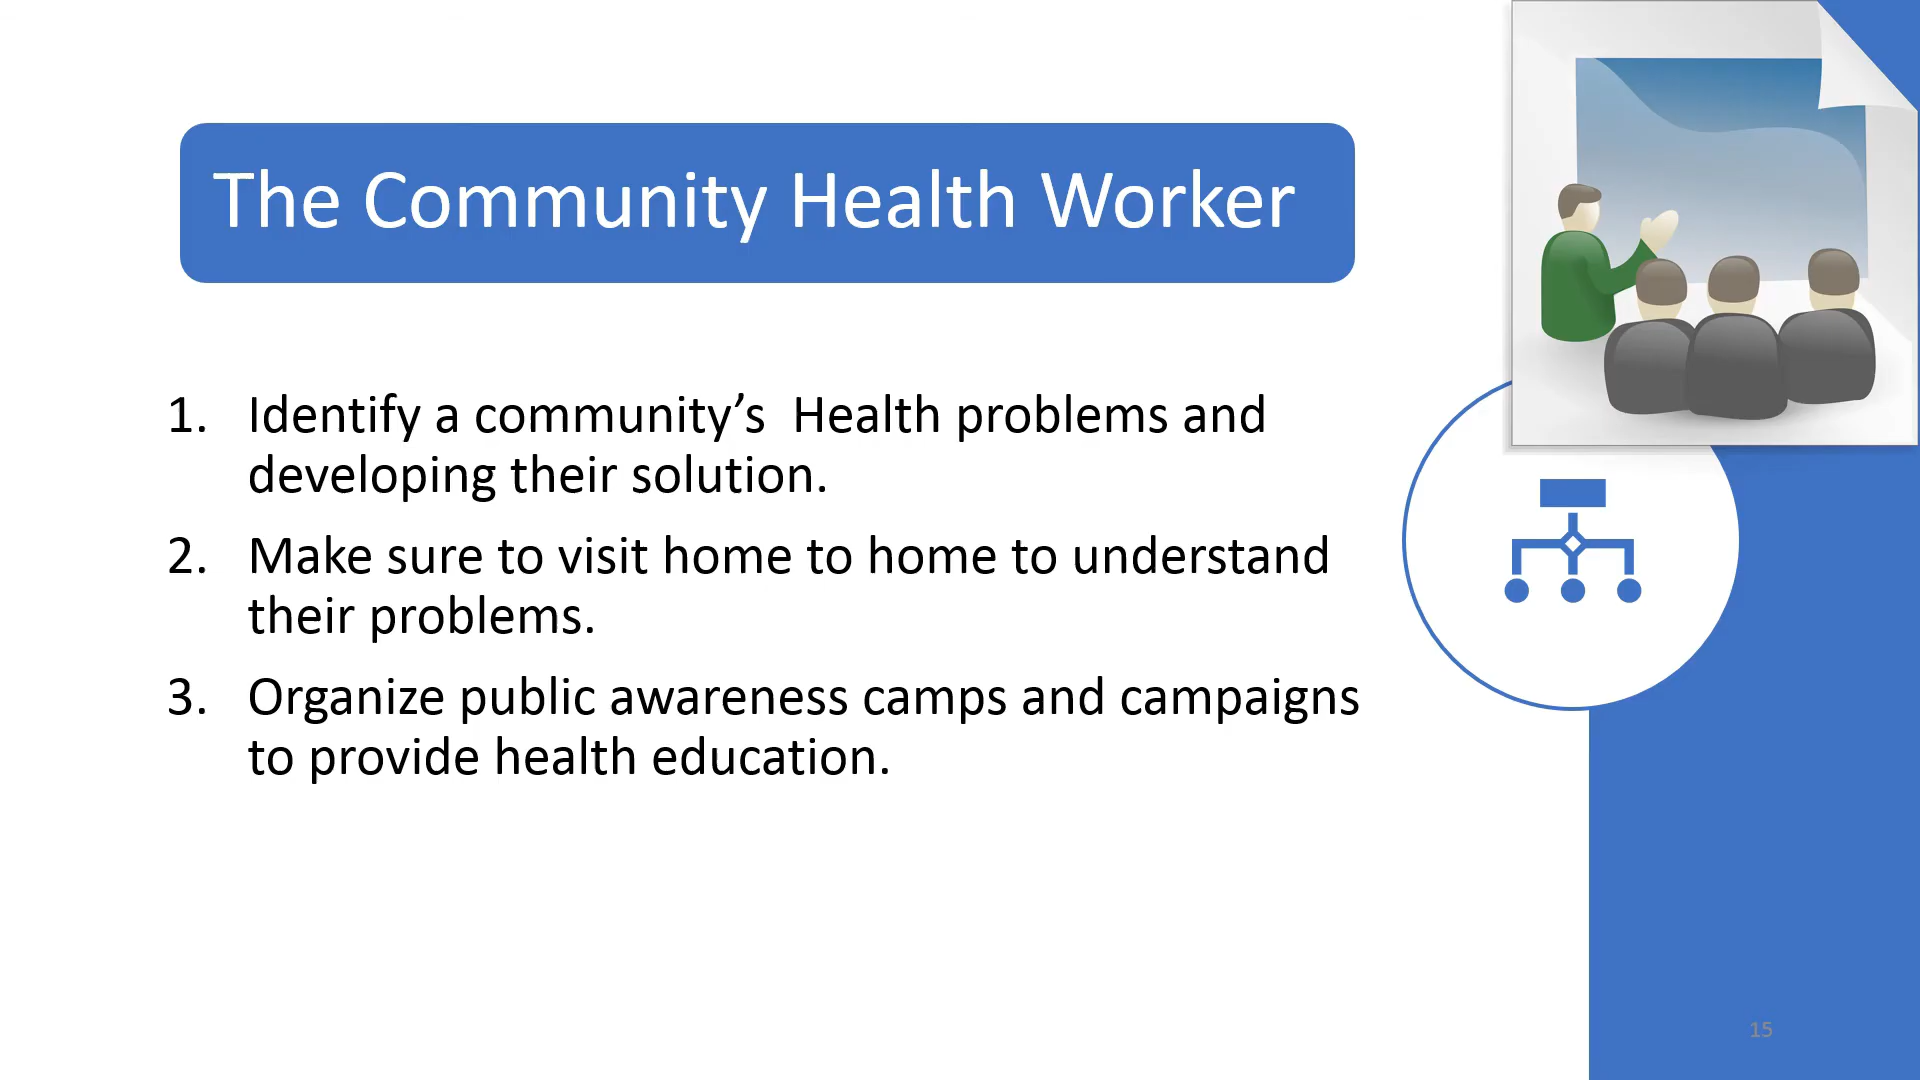 The Community Health Worker
1. Identify a community’s  Health problems and
developing their solution.
2. Make sure to visit home to home to understand
their problems.
3. Organize public awareness camps and campaigns
to provide health education.
15